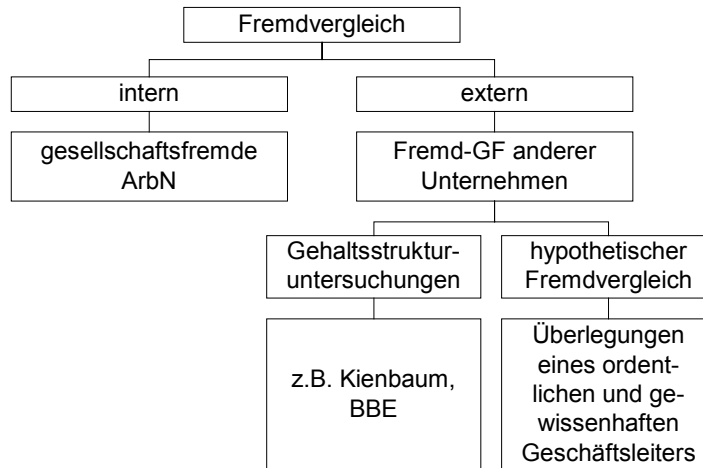 Fremdvergleich
intern
extern
gesellschaftsfremde
ArbN
Fremd-GF anderer
Unternehmen
Gehaltsstruktur-
untersuchungen
hypothetischer
Fremdvergleich
z.B. Kienbaum,
BBE
Überlegungen
eines ordent-
lichen und ge-
wissenhaften
Geschäftsleiters